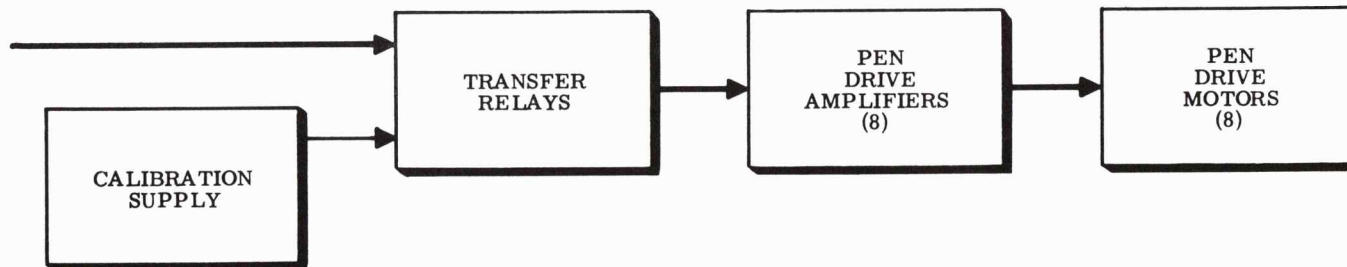 TRANSFER
RELAYS
PEN
DRIVE
AMPLIFIERS
(8)
PEN
DRIVE
MOTORS
(8)
CALIBRATION
SUPPLY